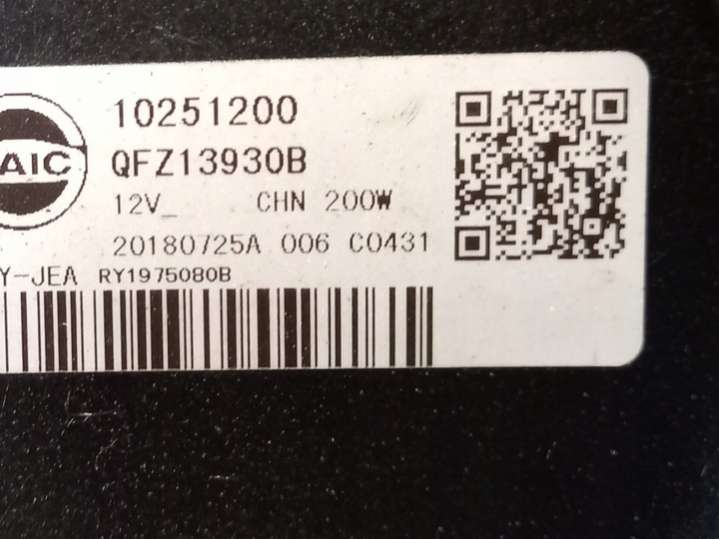 10251200
AIC
QFZ13930B
12V_ CHN 200W
20180725A 006 C0431
Y-JEA RY1975080B